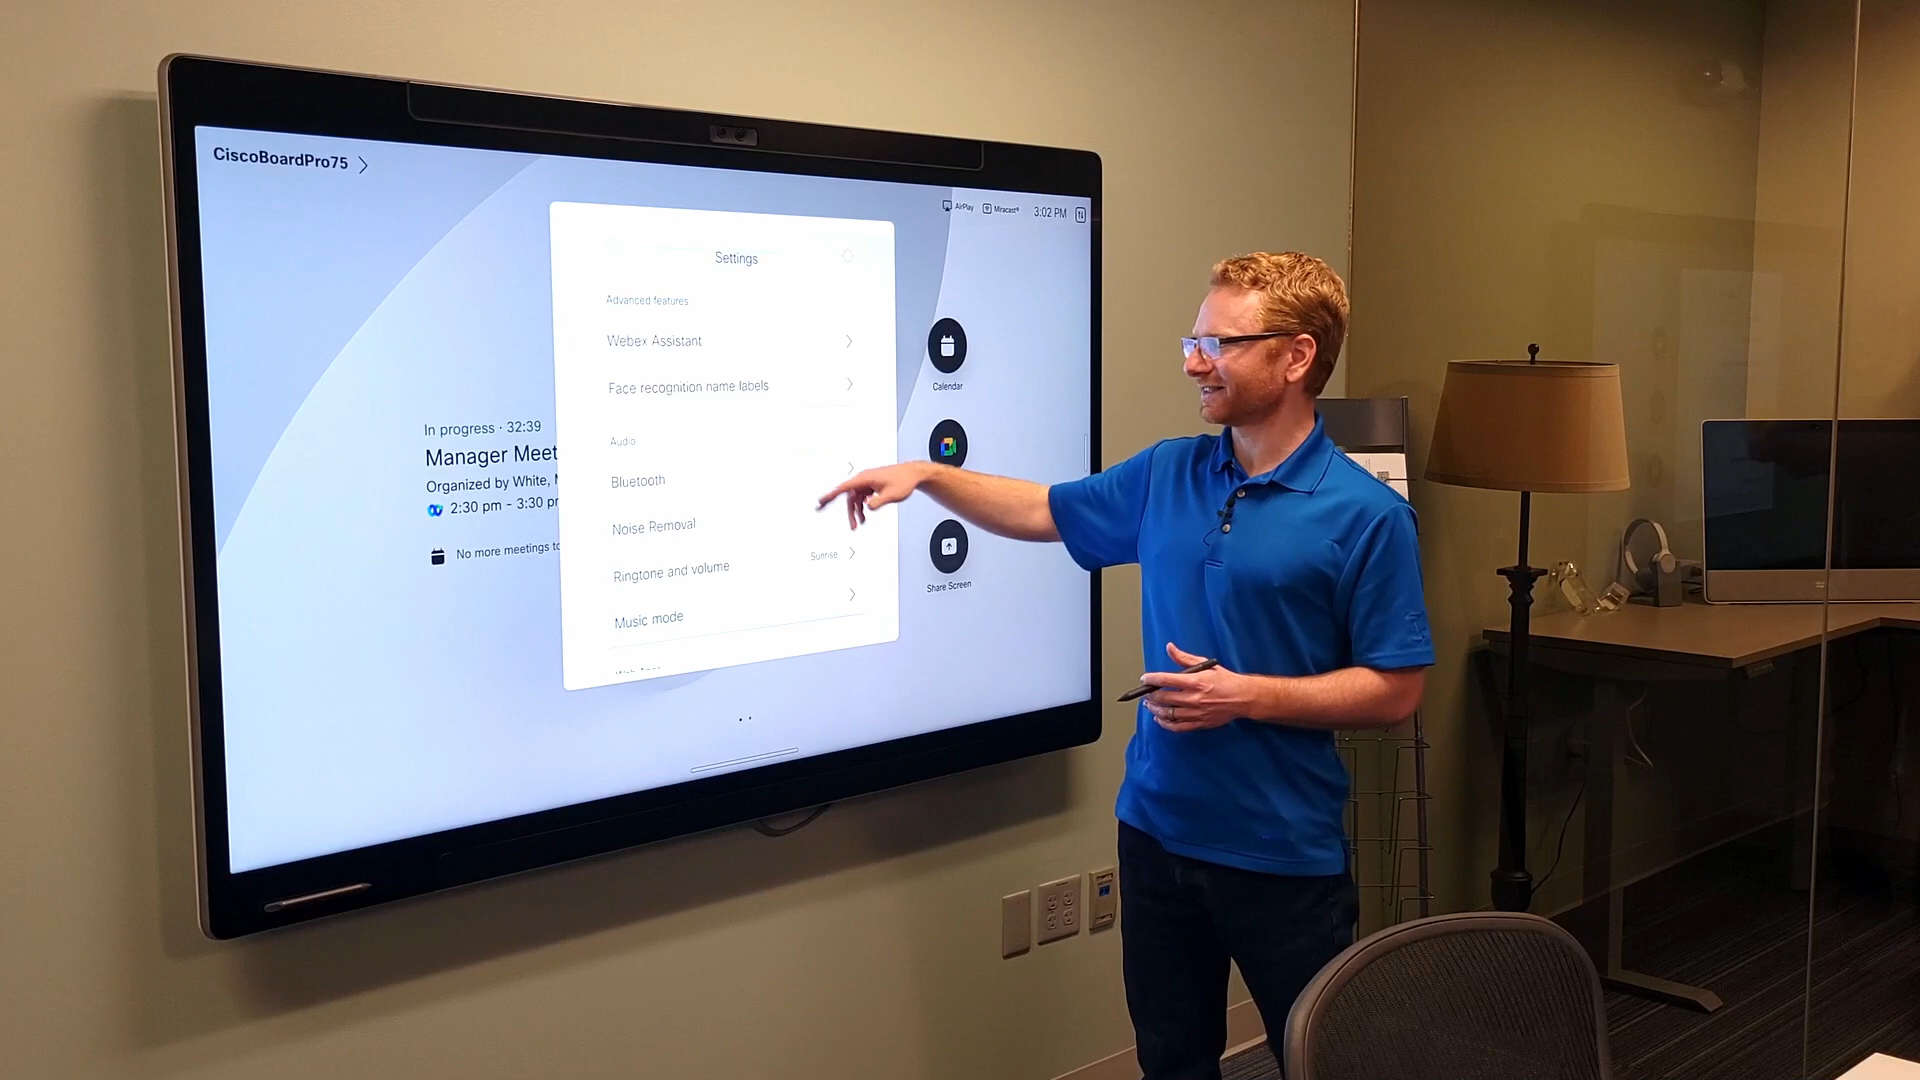 CiscoBoardPro75
AirPlay
Miracast®
3:02 PM
Settings
Advanced features
Webex Assistant
Face recognition name labels
Audio
Bluetooth
Noise Removal
Ringtone and volume
Sunrise
Music mode
In progress · 32:39
Manager Meet
Organized by White,
2:30 pm - 3:30 pm
No more meetings to
Calendar
Share Screen